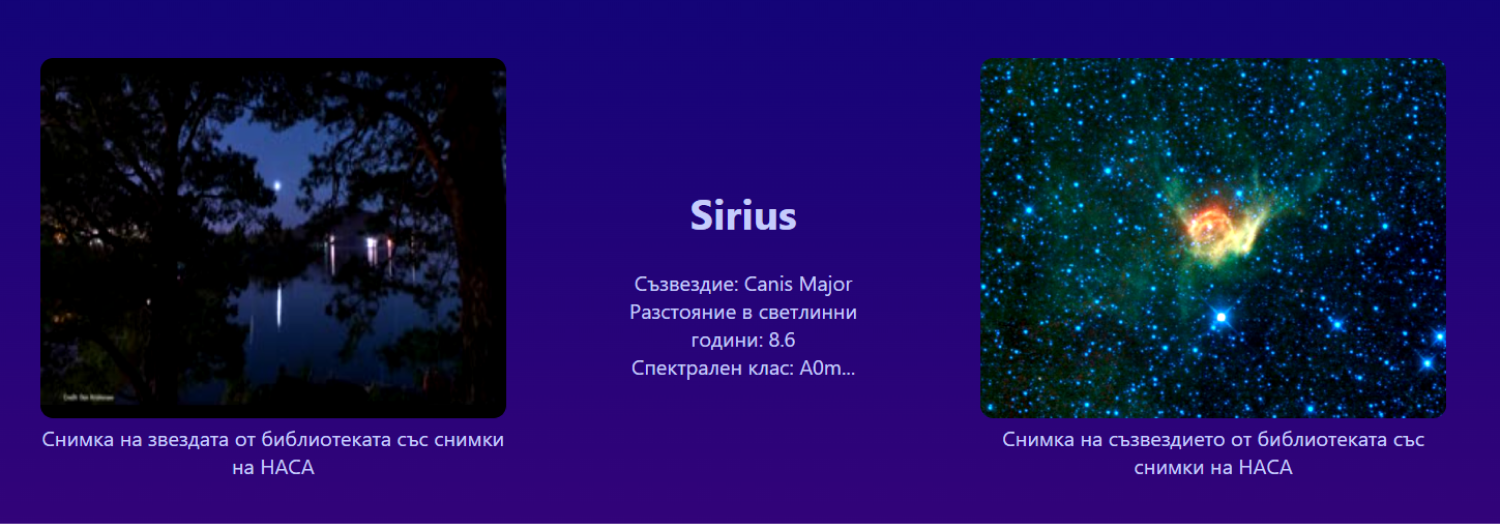 Sirius
Съзвездие: Canis Major
Разстояние в светлинни
години: 8.6
Спектрален клас: A0m...
Снимка на звездата от библиотеката със снимки
на НАСА
Снимка на съзвездието от библиотеката със
снимки на НАСА